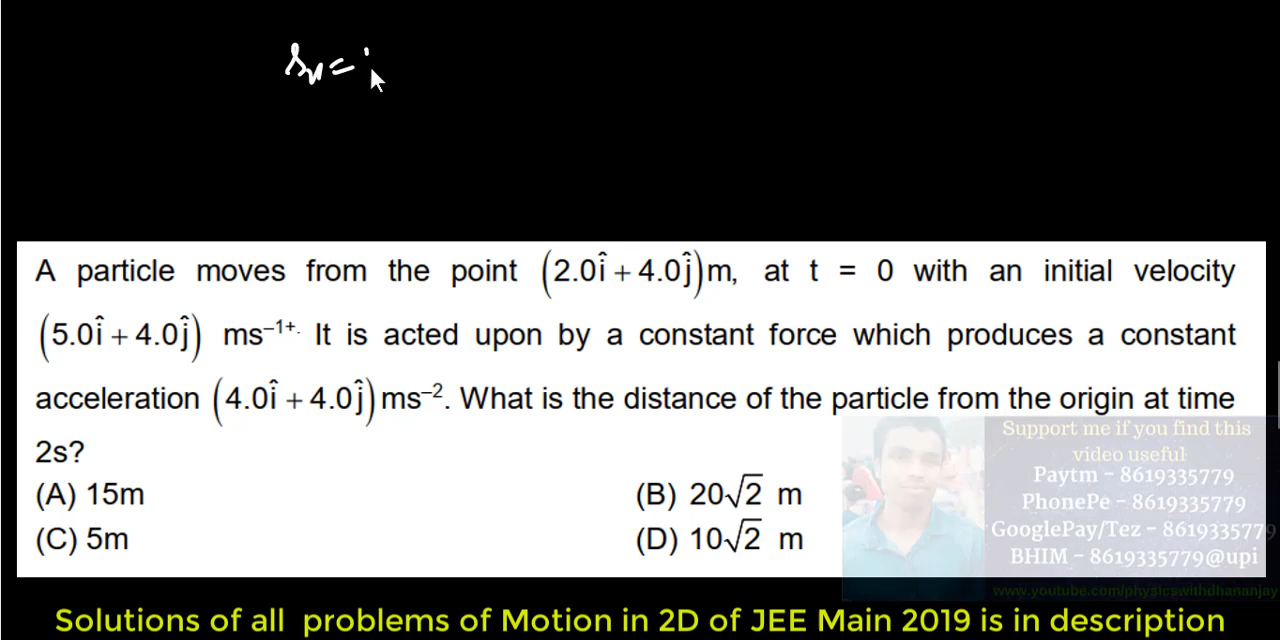 A particle moves from the point (2.0î + 4.0ĵ)m, at t = 0 with an initial velocity
(5.0î + 4.0ĵ) ms⁻¹⁺· It is acted upon by a constant force which produces a constant
acceleration (4.0î + 4.0ĵ)ms⁻². What is the distance of the particle from the origin at time
2s?
(A) 15m (B) 20√2 m
(C) 5m (D) 10√2 m
Support me if you find this
video useful
Paytm – 8619335779
PhonePe – 8619335779
GooglePay/Tez – 8619335779
BHIM – 8619335779@upi
www.youtube.com/physicswithdhananjay
Solutions of all problems of Motion in 2D of JEE Main 2019 is in description